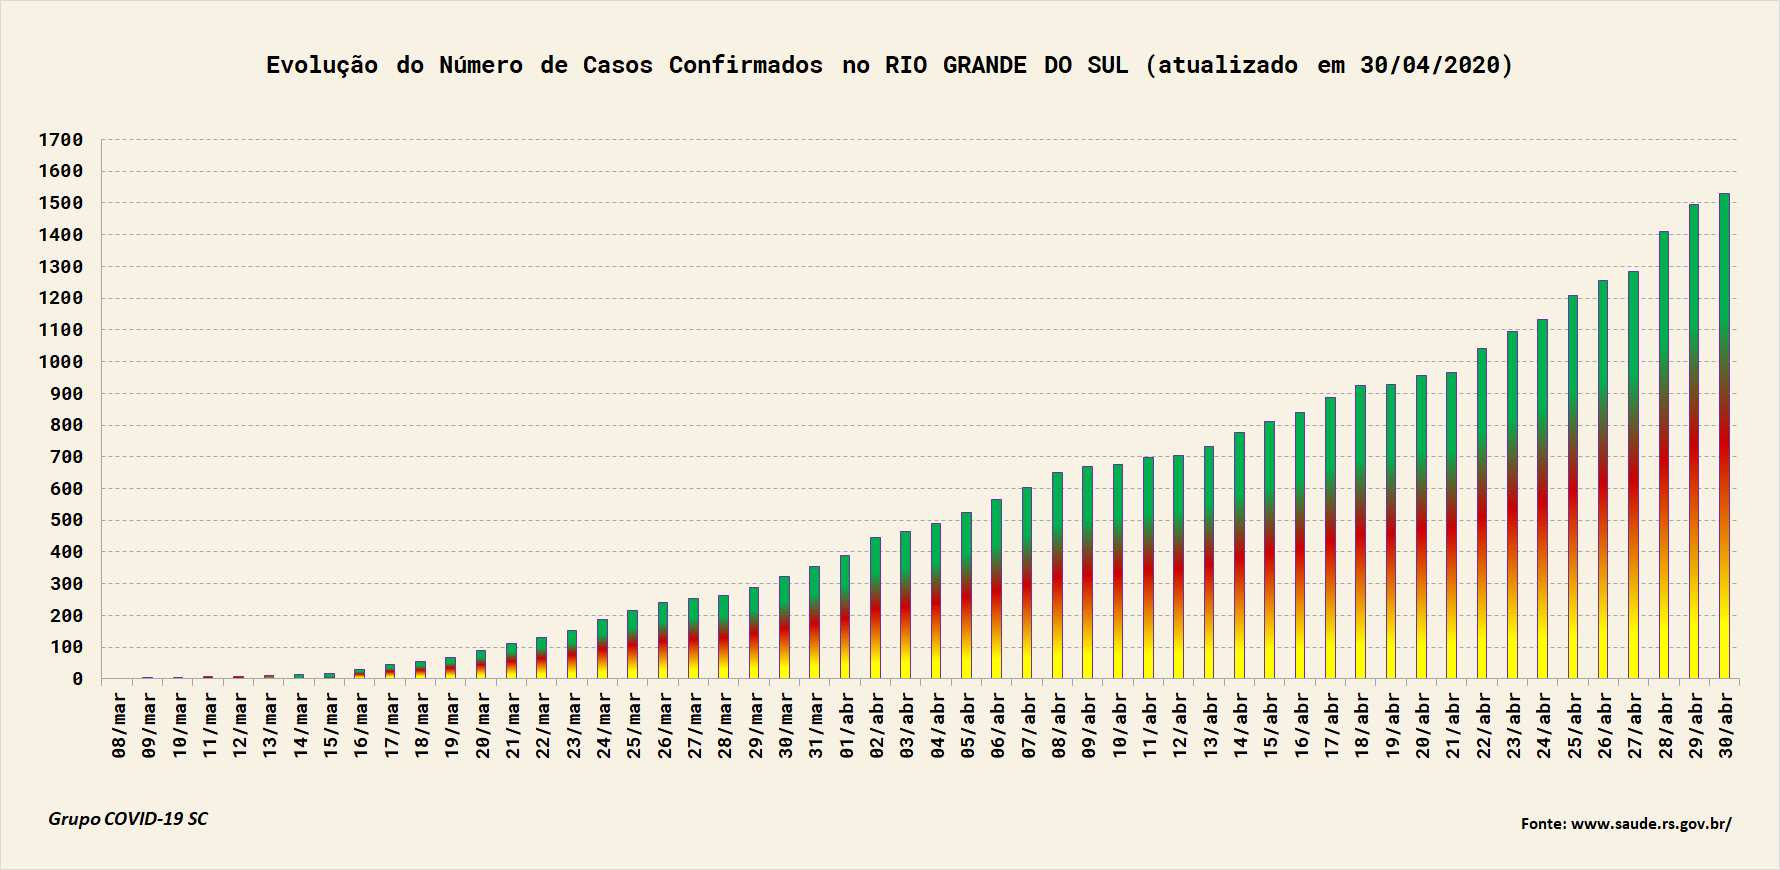 Evolução do Número de Casos Confirmados no RIO GRANDE DO SUL (atualizado em 30/04/2020)
1700
1600
1500
1400
1300
1200
1100
1000
900
800
700
600
500
400
300
200
100
0
08/mar
09/mar
10/mar
11/mar
12/mar
13/mar
14/mar
15/mar
16/mar
17/mar
18/mar
19/mar
20/mar
21/mar
22/mar
23/mar
24/mar
25/mar
26/mar
27/mar
28/mar
29/mar
30/mar
31/mar
01/abr
02/abr
03/abr
04/abr
05/abr
06/abr
07/abr
08/abr
09/abr
10/abr
11/abr
12/abr
13/abr
14/abr
15/abr
16/abr
17/abr
18/abr
19/abr
20/abr
21/abr
22/abr
23/abr
24/abr
25/abr
26/abr
27/abr
28/abr
29/abr
30/abr
Grupo COVID-19 SC
Fonte: www.saude.rs.gov.br/